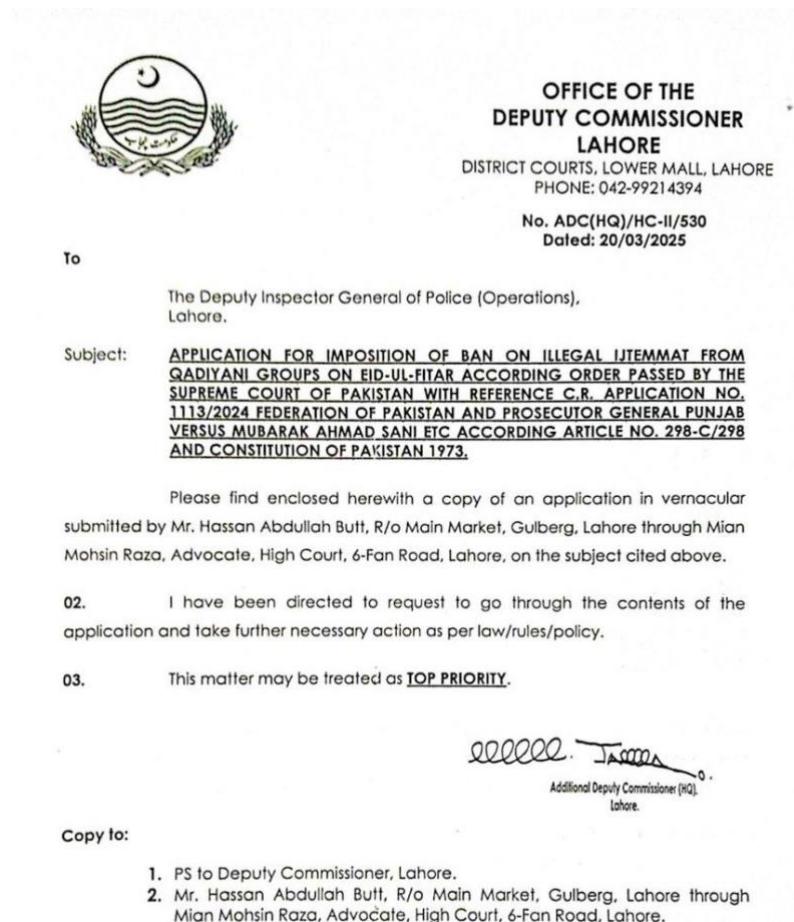 حکومت پنجاب
OFFICE OF THE
DEPUTY COMMISSIONER
LAHORE
DISTRICT COURTS, LOWER MALL, LAHORE
PHONE: 042-99214394
No. ADC(HQ)/HC-II/530
Dated: 20/03/2025
To
The Deputy Inspector General of Police (Operations),
Lahore.
Subject: APPLICATION FOR IMPOSITION OF BAN ON ILLEGAL IJTEMMAT FROM
QADIYANI GROUPS ON EID-UL-FITAR ACCORDING ORDER PASSED BY THE
SUPREME COURT OF PAKISTAN WITH REFERENCE C.R. APPLICATION NO.
1113/2024 FEDERATION OF PAKISTAN AND PROSECUTOR GENERAL PUNJAB
VERSUS MUBARAK AHMAD SANI ETC ACCORDING ARTICLE NO. 298-C/298
AND CONSTITUTION OF PAKISTAN 1973.
Please find enclosed herewith a copy of an application in vernacular
submitted by Mr. Hassan Abdullah Butt, R/o Main Market, Gulberg, Lahore through Mian
Mohsin Raza, Advocate, High Court, 6-Fan Road, Lahore, on the subject cited above.
02. I have been directed to request to go through the contents of the
application and take further necessary action as per law/rules/policy.
03. This matter may be treated as TOP PRIORITY.
Additional Deputy Commissioner (HQ),
Lahore.
Copy to:
1. PS to Deputy Commissioner, Lahore.
2. Mr. Hassan Abdullah Butt, R/o Main Market, Gulberg, Lahore through
Mian Mohsin Raza, Advocate, High Court, 6-Fan Road, Lahore.